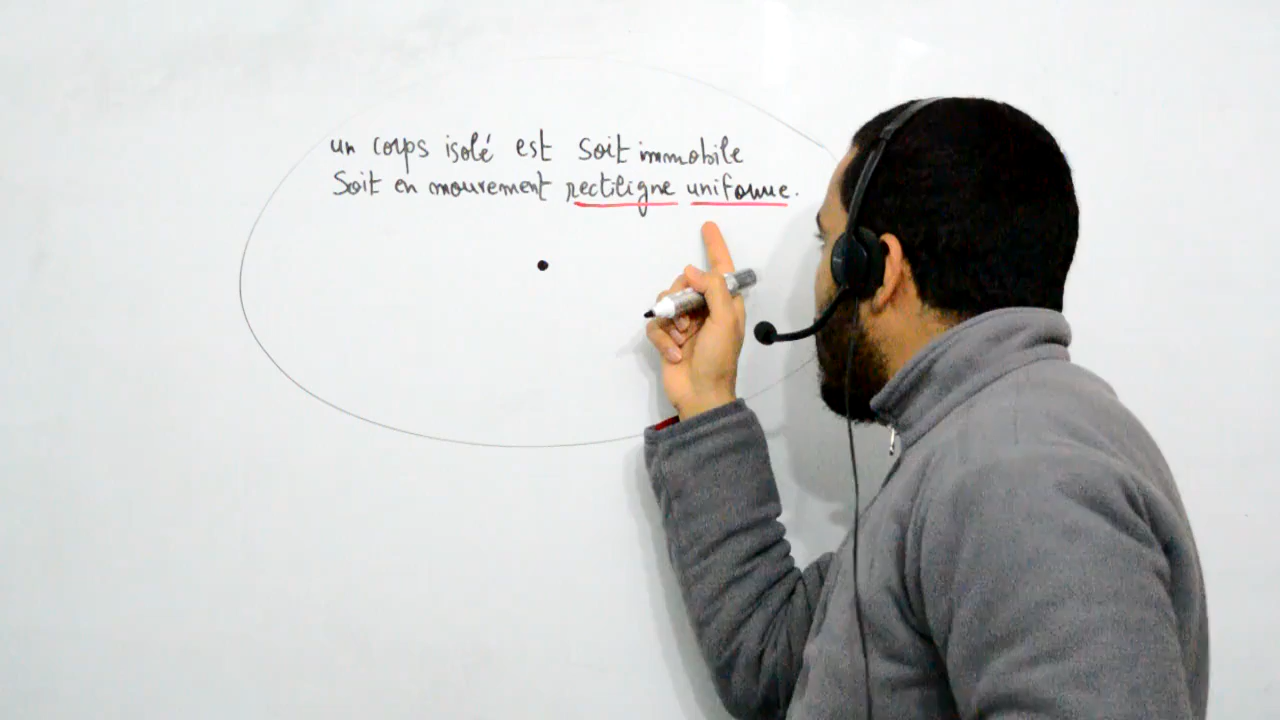 un corps isolé est soit immobile
Soit en mouvement rectiligne uniforme.